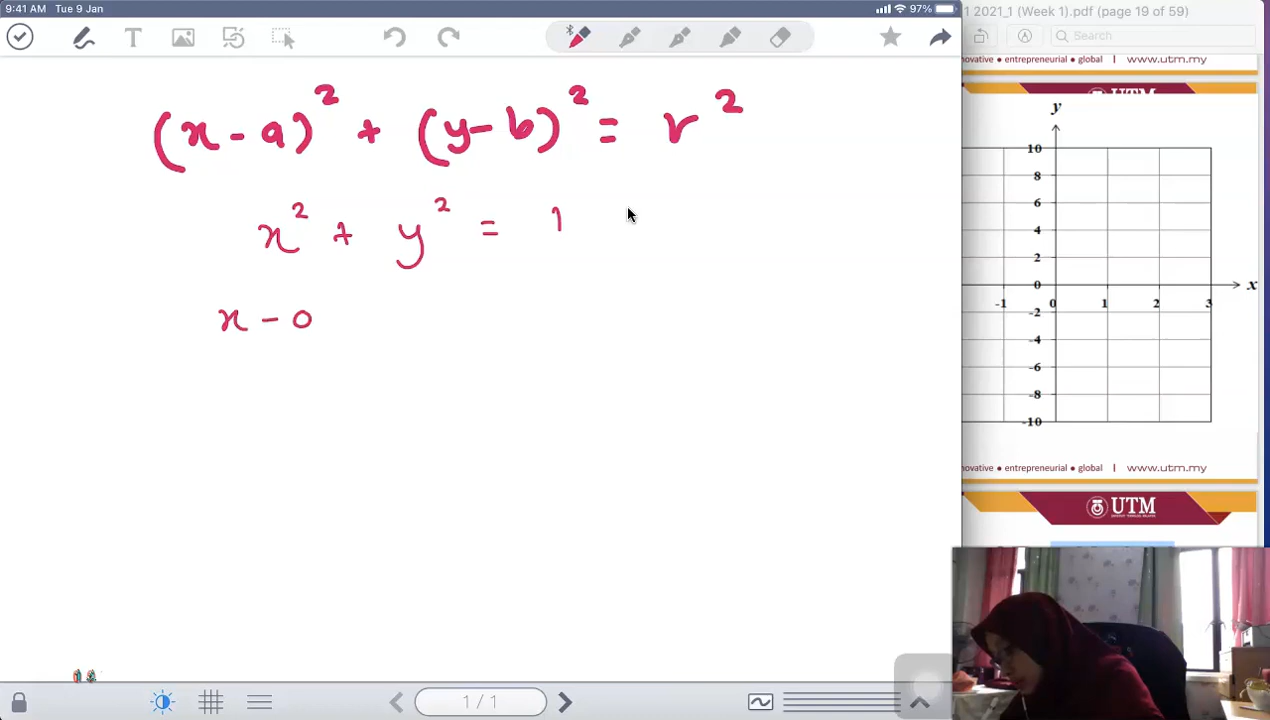 9:41 AM Tue 9 Jan
97%
1 2021_1 (Week 1).pdf (page 19 of 59)
T
Search
novative ● entrepreneurial ● global | www.utm.my
(x-a)² + (y-b)² = r²
x² + y² = 1
x - 0
y
10
8
6
4
2
0
x
-1 0 1 2 3
-2
-4
-6
-8
-10
novative ● entrepreneurial ● global | www.utm.my
UTM
1 / 1